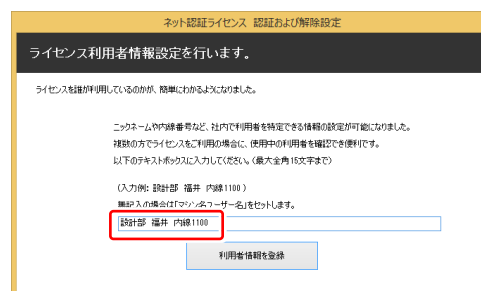 ネット認証ライセンス 認証および解除設定
ライセンス利用者情報設定を行います。
ライセンスを誰が利用しているのかが、簡単にわかるようになりました。
ニックネームや内線番号など、社内で利用者を特定できる情報の設定が可能になりました。
複数の方でライセンスをご利用の場合に、使用中の利用者を確認でき便利です。
以下のテキストボックスに入力してください。(最大全角15文字まで)
(入力例: 設計部 福井 内線1100)
無記入の場合は「マシン名ユーザー名」をセットします。
設計部 福井 内線1100
利用者情報を登録